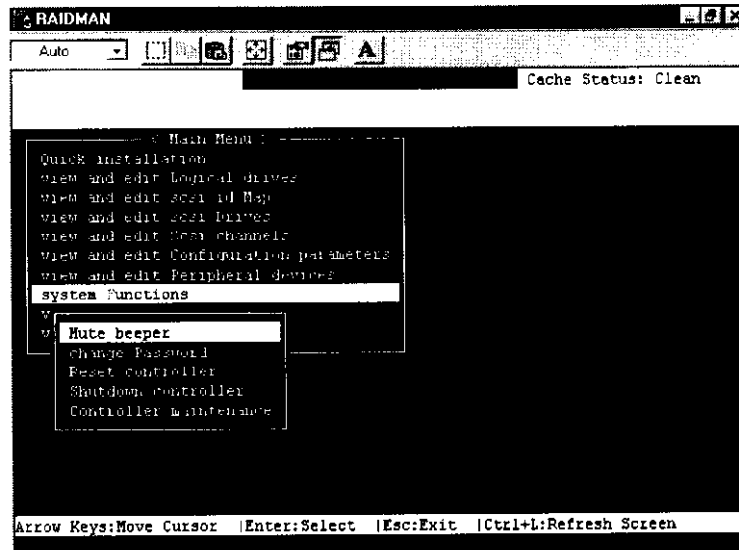 RAIDMAN
Auto
A
Cache Status: Clean
< Main Menu >
Quick installation
view and edit Logical drives
view and edit scsi id Map
view and edit scsi Drives
view and edit Scsi channels
view and edit Configuration parameters
view and edit Peripheral devices
system Functions
v
v
Mute beeper
change Password
Reset controller
Shutdown controller
Controller maintenance
Arrow Keys:Move Cursor |Enter:Select |Esc:Exit |Ctrl+L:Refresh Screen